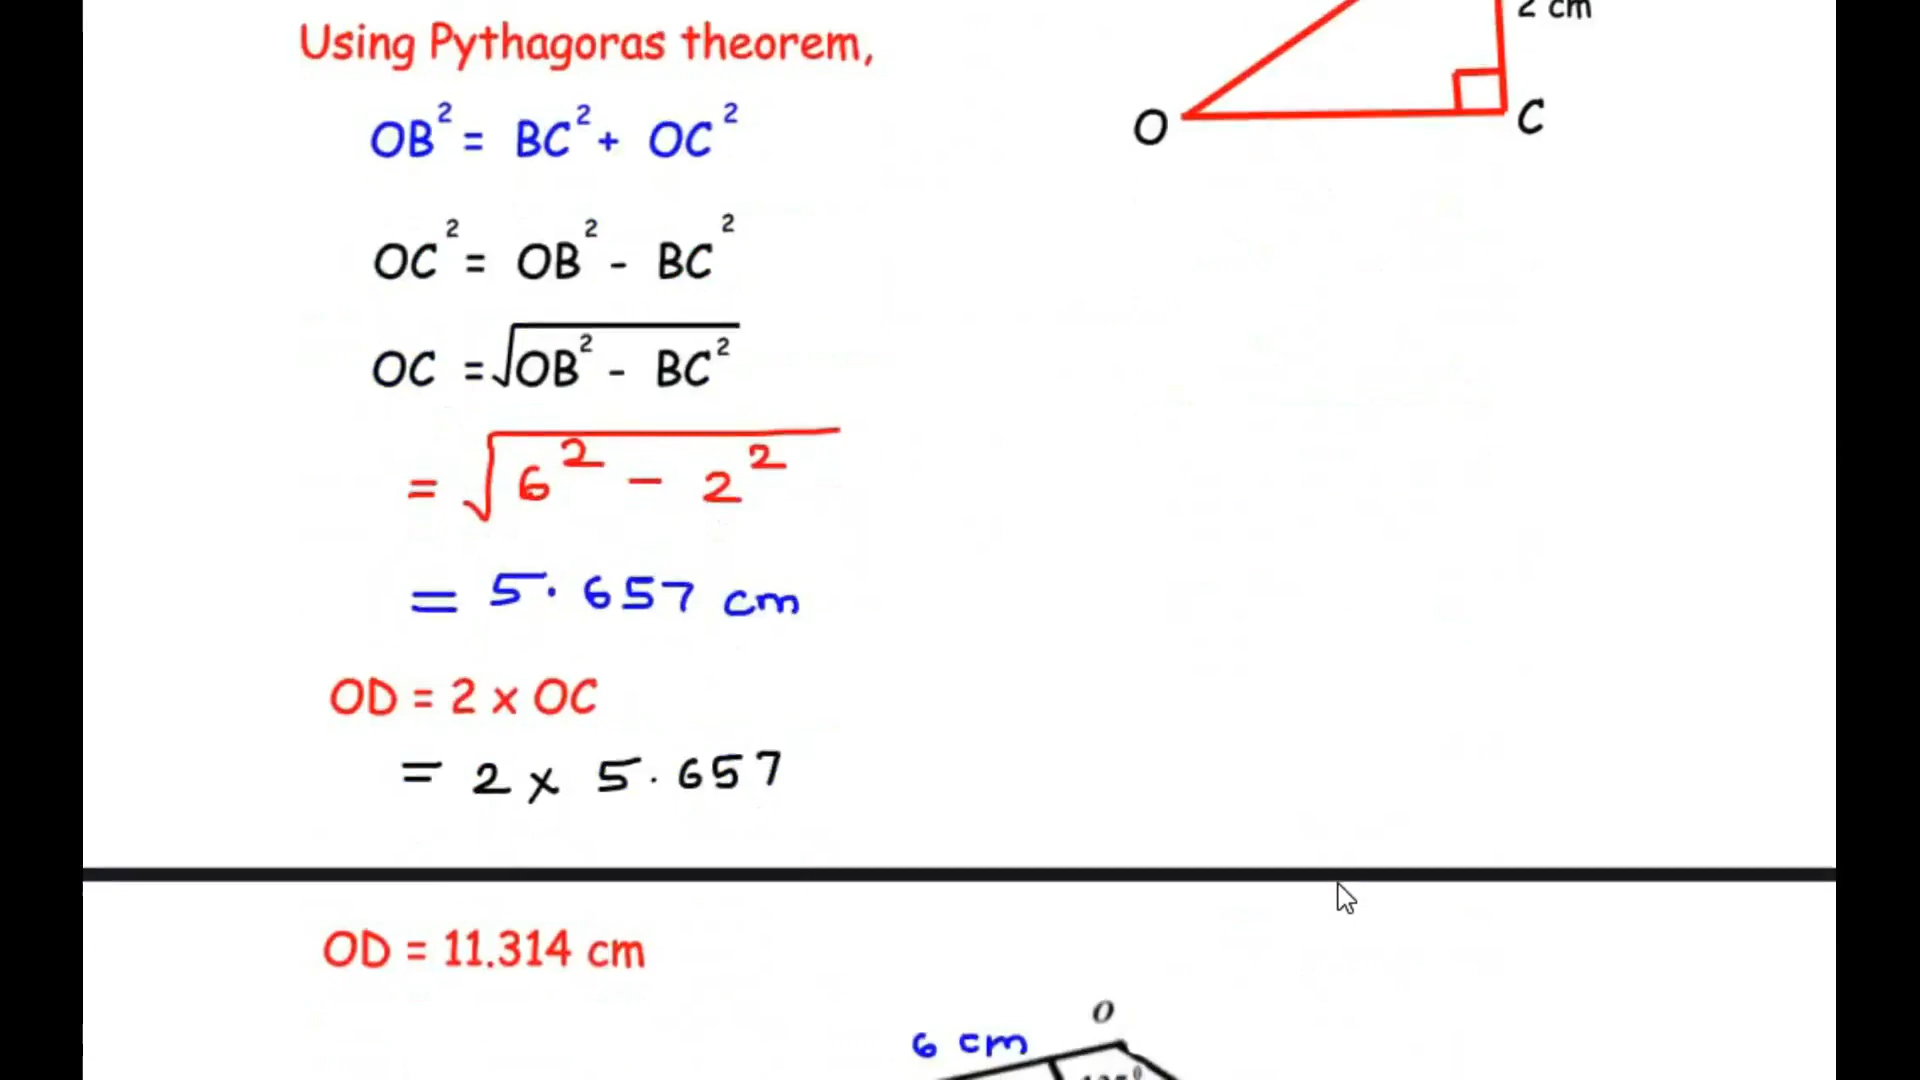 Using Pythagoras theorem,
2 cm
OB² = BC² + OC²
O
C
OC² = OB² - BC²
OC = √OB² - BC²
= √6² - 2²
= 5.657 cm
OD = 2 x OC
= 2 x 5.657
OD = 11.314 cm
O
6 cm